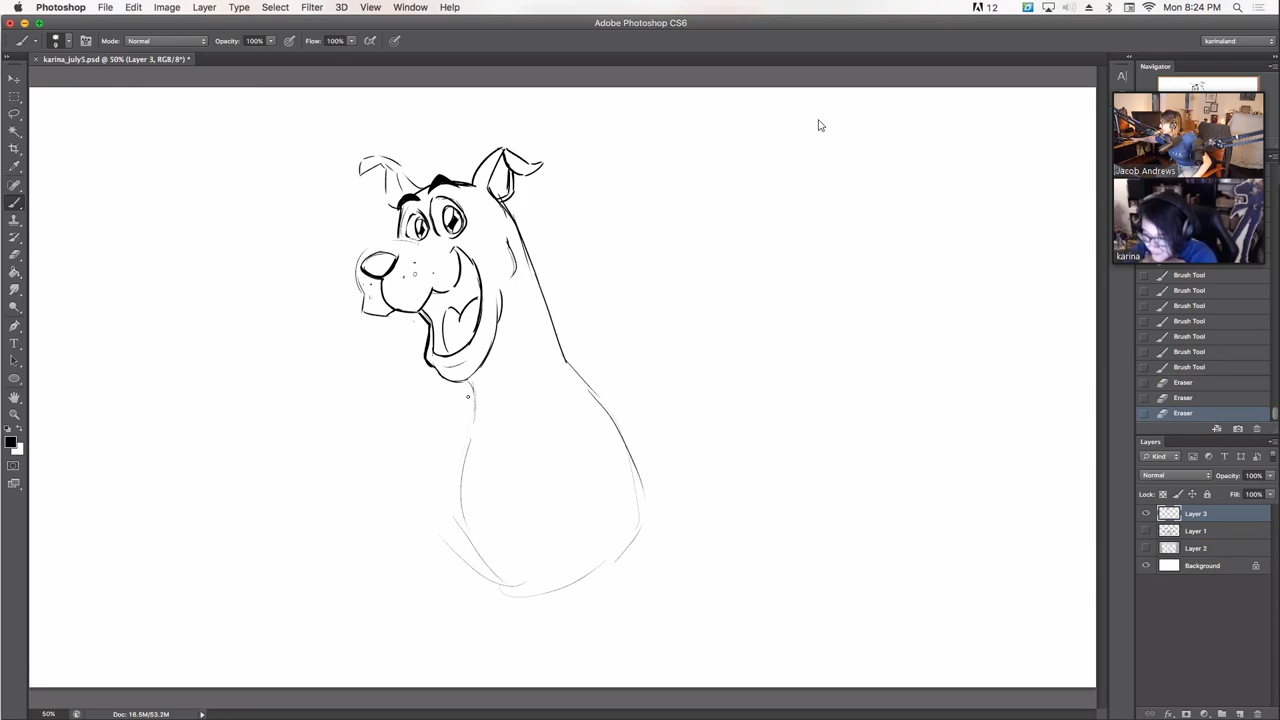 Photoshop File Edit Image Layer Type Select Filter 3D View Window Help 12 Mon 8:24 PM
Adobe Photoshop CS6
Mode: Normal Opacity: 100% Flow: 100% karinaland
karina_july5.psd @ 50% (Layer 3, RGB/8*) *
Navigator
A
Jacob Andrews
karina
Brush Tool
Brush Tool
Brush Tool
Brush Tool
Brush Tool
Brush Tool
Brush Tool
Eraser
Eraser
Eraser
Layers
Kind
Normal Opacity: 100%
Lock: Fill: 100%
Layer 3
Layer 1
Layer 2
Background
50% Doc: 16.5M/53.2M